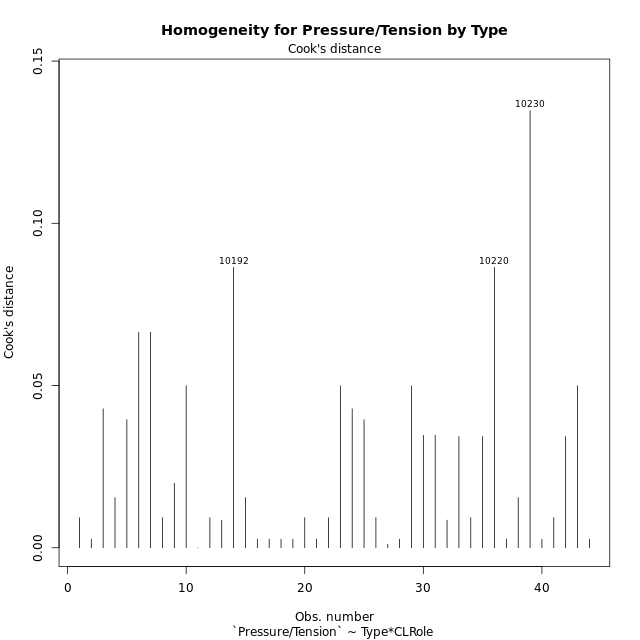 Homogeneity for Pressure/Tension by Type
Cook's distance
0.15
10230
0.10
10192
10220
Cook's distance
0.05
0.00
0 10 20 30 40
Obs. number
`Pressure/Tension` ~ Type*CLRole